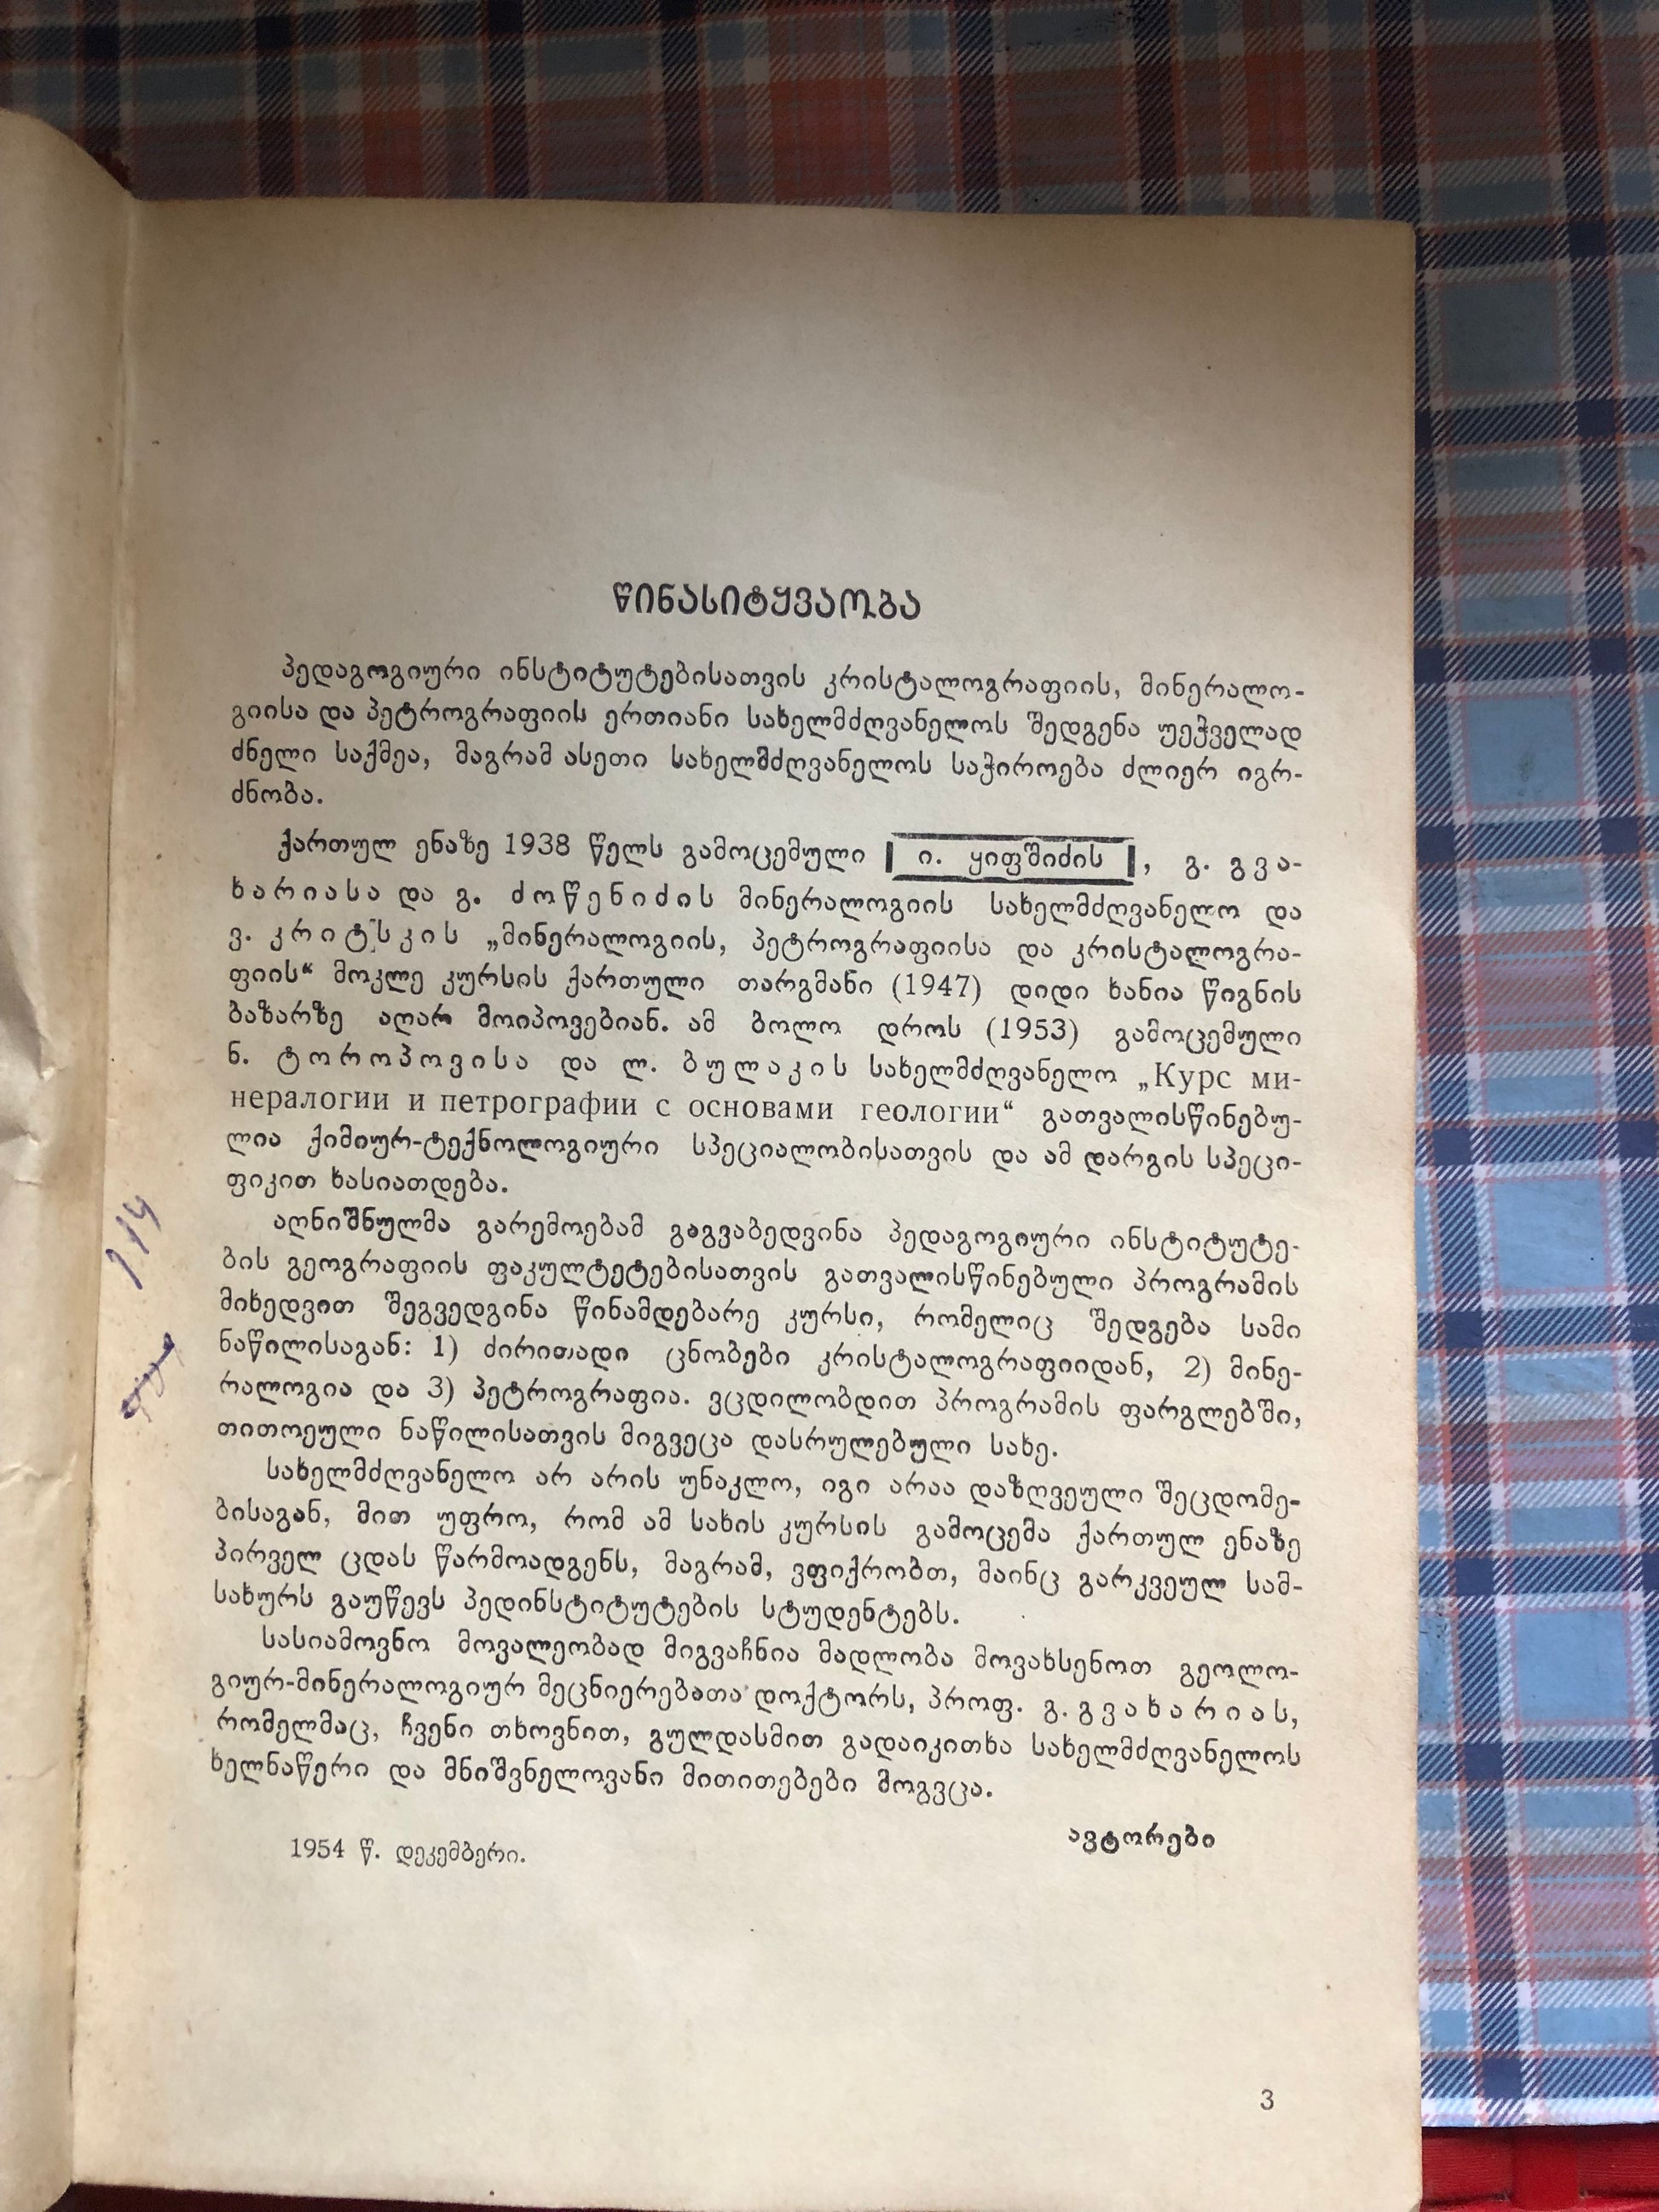 წინასიტყვაობა
პედაგოგიური ინსტიტუტებისათვის კრისტალოგრაფიის, მინერალო-
გიისა და პეტროგრაფიის ერთიანი სახელმძღვანელოს შედგენა უეჭველად
ძნელი საქმეა, მაგრამ ასეთი სახელმძღვანელოს საჭიროება ძლიერ იგრ-
ძნობა.
ქართულ ენაზე 1938 წელს გამოცემული ი. ყიფშიძის, გ. გვა-
ხარიასა და გ. ძოწენიძის მინერალოგიის სახელმძღვანელო და
ვ. კრიტსკის „მინერალოგიის, პეტროგრაფიისა და კრისტალოგრა-
ფიის“ მოკლე კურსის ქართული თარგმანი (1947) დიდი ხანია წიგნის
ბაზარზე აღარ მოიპოვებიან. ამ ბოლო დროს (1953) გამოცემული
ნ. ტოროპოვისა და ლ. ბულაკის სახელმძღვანელო „Курс ми-
нералогии и петрографии с основами геологии“ გათვალისწინებუ-
ლია ქიმიურ-ტექნოლოგიური სპეციალობისათვის და ამ დარგის სპეცი-
ფიკით ხასიათდება.
აღნიშნულმა გარემოებამ გაგვაბედვინა პედაგოგიური ინსტიტუტე-
ბის გეოგრაფიის ფაკულტეტებისათვის გათვალისწინებული პროგრამის
მიხედვით შეგვედგინა წინამდებარე კურსი, რომელიც შედგება სამი
ნაწილისაგან: 1) ძირითადი ცნობები კრისტალოგრაფიიდან, 2) მინე-
რალოგია და 3) პეტროგრაფია. ვცდილობდით პროგრამის ფარგლებში,
თითოეული ნაწილისათვის მიგვეცა დასრულებული სახე.
სახელმძღვანელო არ არის უნაკლო, იგი არაა დაზღვეული შეცდომე-
ბისაგან, მით უფრო, რომ ამ სახის კურსის გამოცემა ქართულ ენაზე
პირველ ცდას წარმოადგენს, მაგრამ, ვფიქრობთ, მაინც გარკვეულ სამ-
სახურს გაუწევს პედინსტიტუტების სტუდენტებს.
სასიამოვნო მოვალეობად მიგვაჩნია მადლობა მოვახსენოთ გეოლო-
გიურ-მინერალოგიურ მეცნიერებათა დოქტორს, პროფ. გ. გვახარიას,
რომელმაც, ჩვენი თხოვნით, გულდასმით გადაიკითხა სახელმძღვანელოს
ხელნაწერი და მნიშვნელოვანი მითითებები მოგვცა.
ავტორები
1954 წ. დეკემბერი.
3